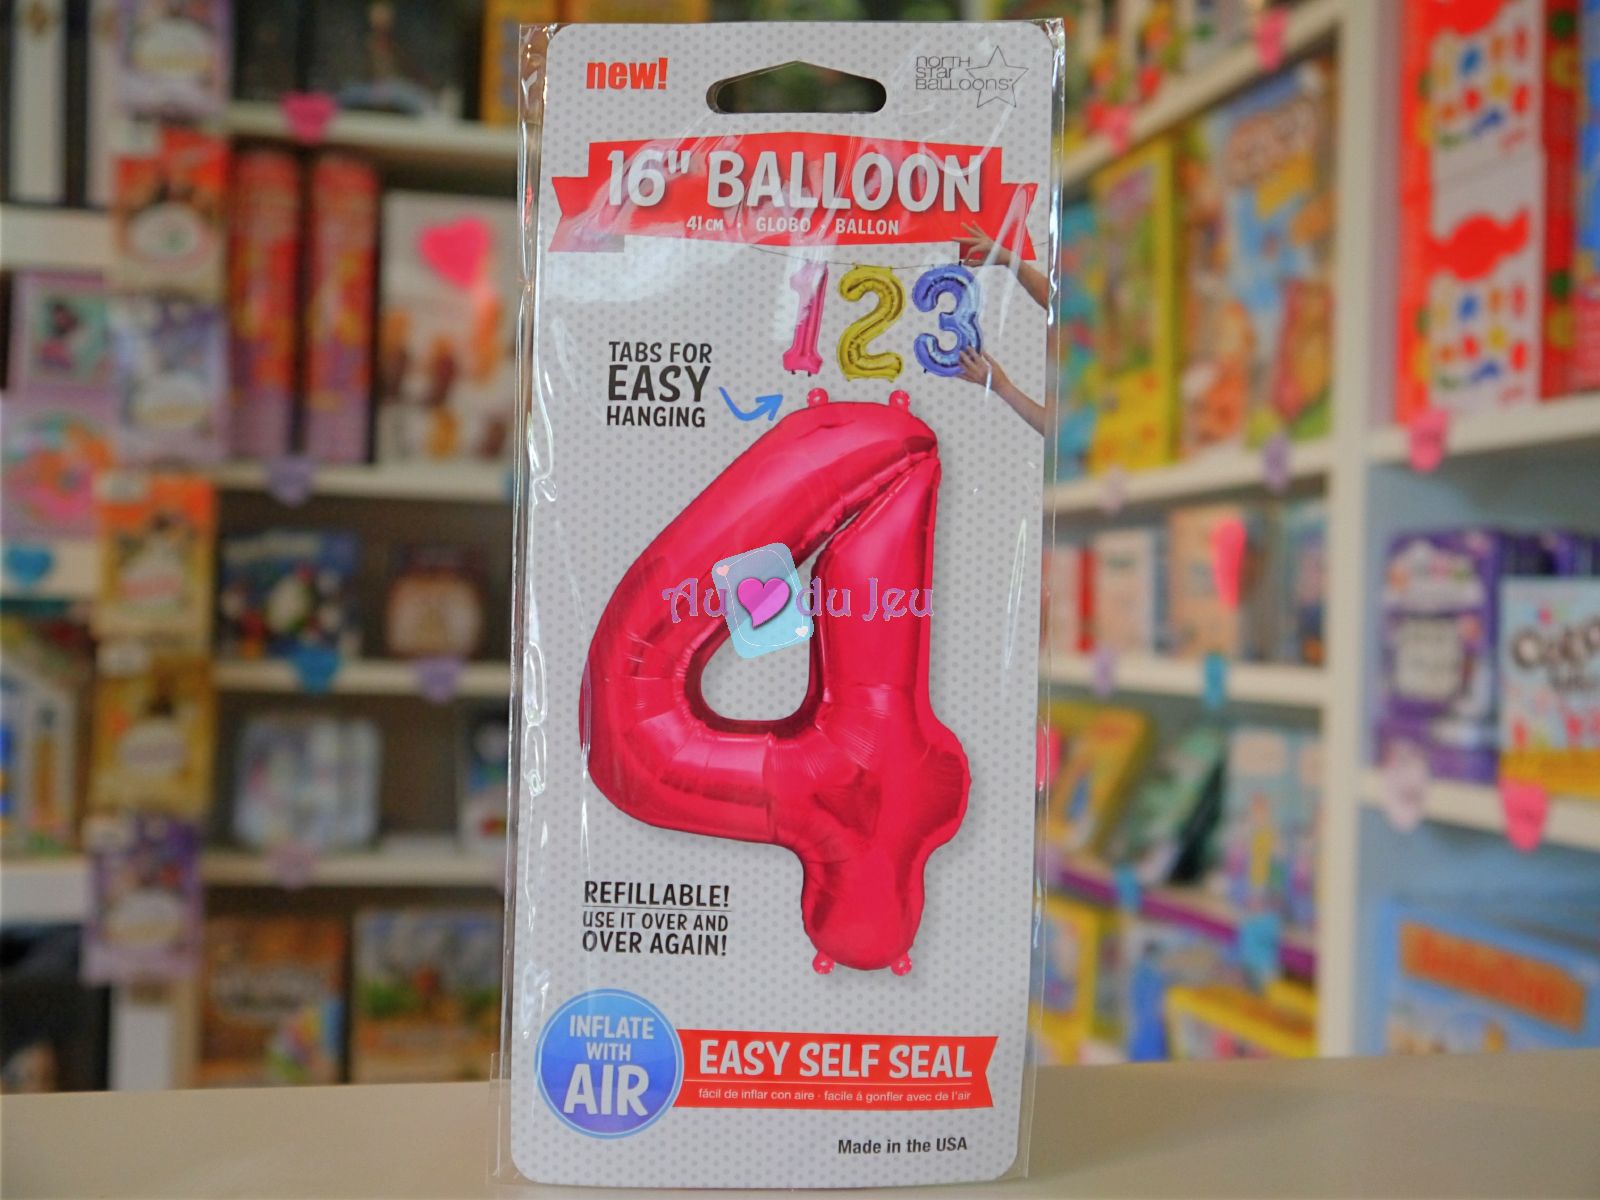 new!
NORTH
STAR
BALLOONS
16" BALLOON
41 CM · GLOBO · BALLON
123
TABS FOR
EASY
HANGING
4
Au du Jeu
REFILLABLE!
USE IT OVER AND
OVER AGAIN!
INFLATE
WITH
AIR
EASY SELF SEAL
fácil de inflar con aire · facile á gonfler avec de l'air
Made in the USA